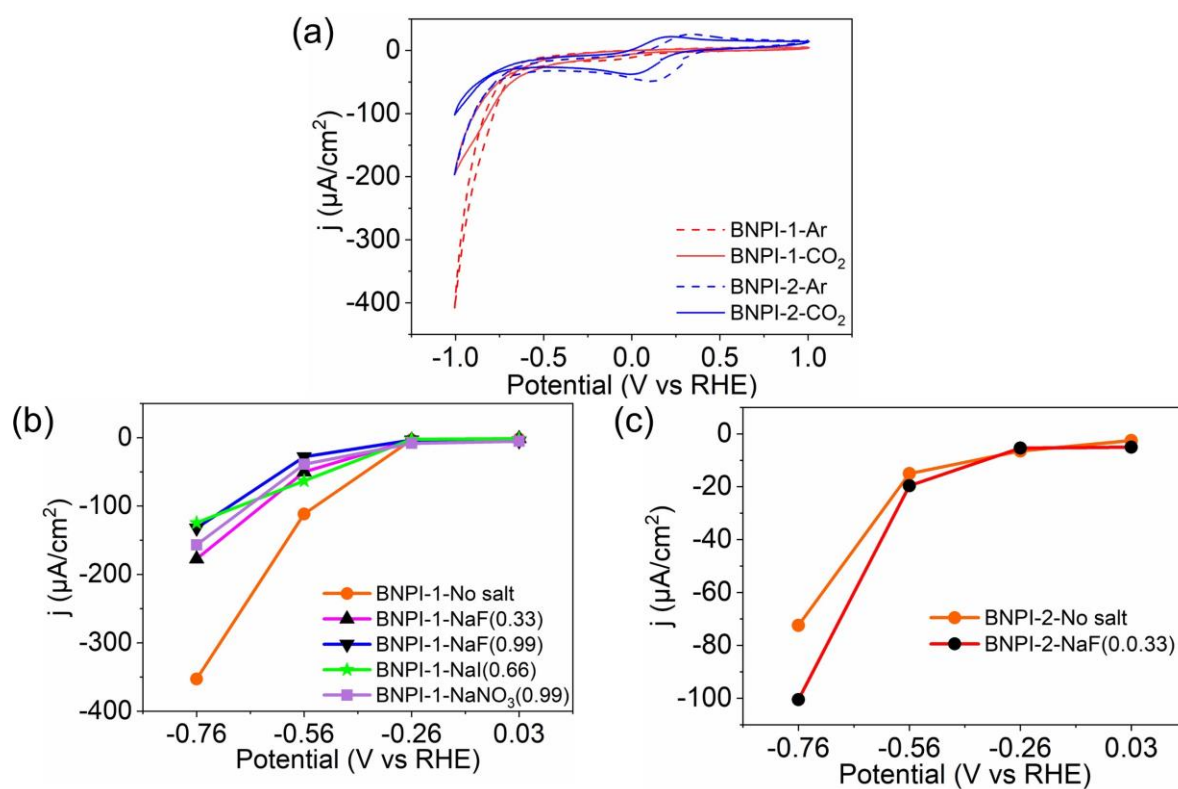 (a)
0
-100
-200
-300
-400
j (µA/cm²)
BNPI-1-Ar
BNPI-1-CO₂
BNPI-2-Ar
BNPI-2-CO₂
-1.0 -0.5 0.0 0.5 1.0
Potential (V vs RHE)
(b)
0
-100
-200
-300
-400
j (µA/cm²)
BNPI-1-No salt
BNPI-1-NaF(0.33)
BNPI-1-NaF(0.99)
BNPI-1-NaI(0.66)
BNPI-1-NaNO₃(0.99)
-0.76 -0.56 -0.26 0.03
Potential (V vs RHE)
(c)
0
-20
-40
-60
-80
-100
j (µA/cm²)
BNPI-2-No salt
BNPI-2-NaF(0.0.33)
-0.76 -0.56 -0.26 0.03
Potential (V vs RHE)